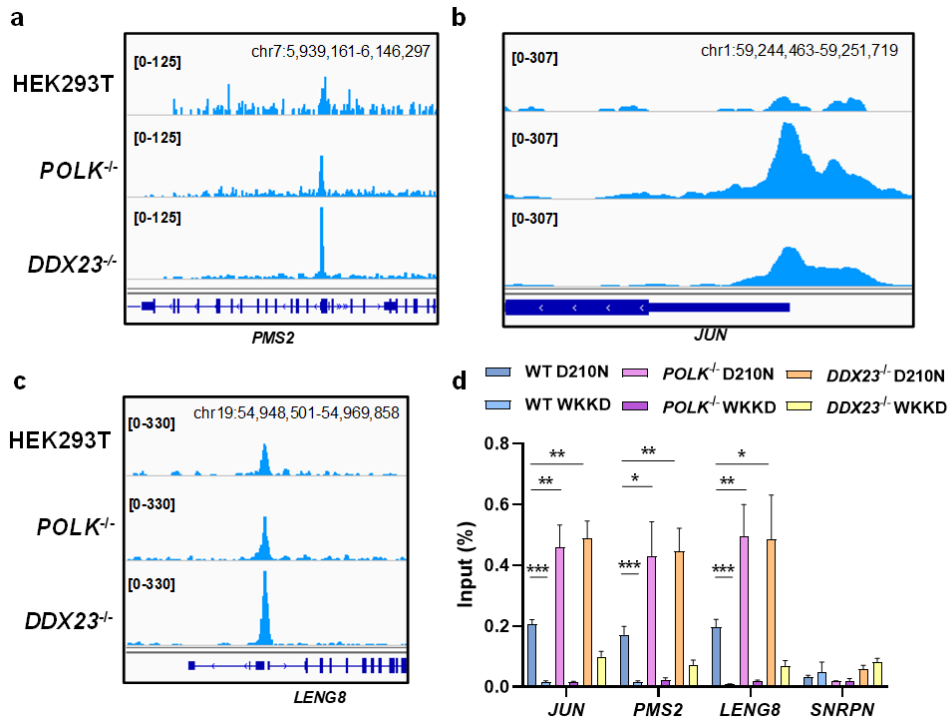 a
b
chr7:5,939,161-6,146,297
chr1:59,244,463-59,251,719
[0-125]
[0-307]
HEK293T
[0-125]
[0-307]
POLK-/-
[0-125]
[0-307]
DDX23-/-
PMS2
JUN
c
d
WT D210N
POLK-/- D210N
DDX23-/- D210N
WT WKKD
POLK-/- WKKD
DDX23-/- WKKD
chr19:54,948,501-54,969,858
[0-330]
HEK293T
[0-330]
POLK-/-
[0-330]
DDX23-/-
LENG8
Input (%)
0.8
0.6
0.4
0.2
0.0
**
**
***
**
*
***
*
**
***
JUN
PMS2
LENG8
SNRPN